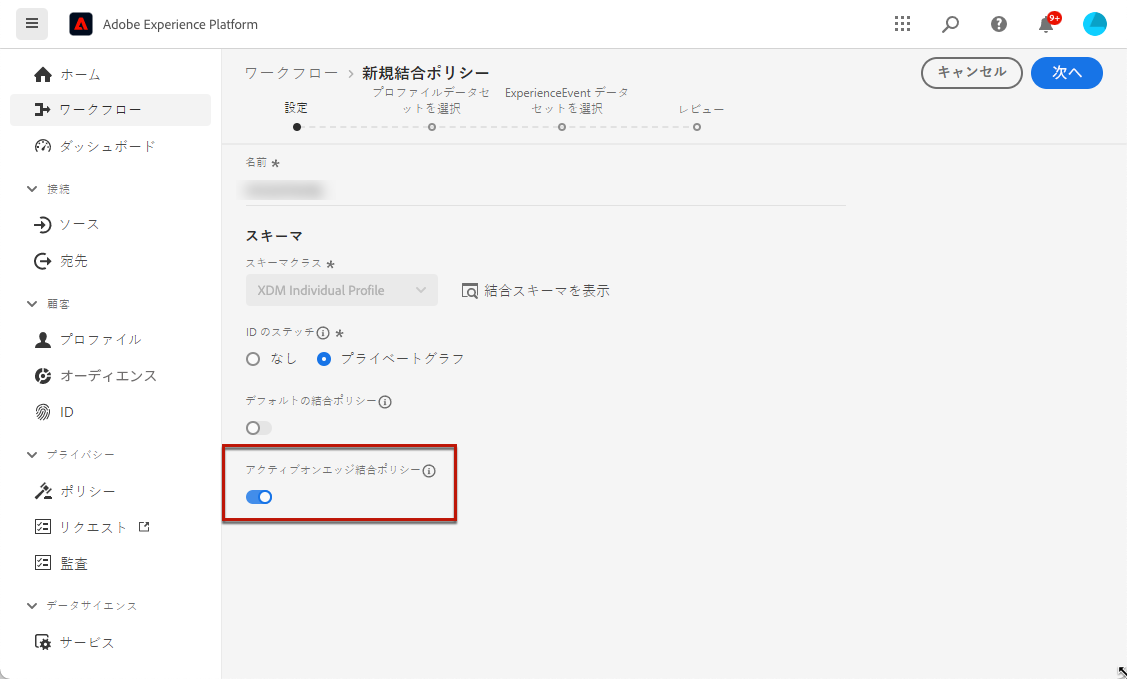 Adobe Experience Platform
9+
ホーム
ワークフロー
ダッシュボード
接続
ソース
宛先
顧客
プロファイル
オーディエンス
ID
プライバシー
ポリシー
リクエスト
監査
データサイエンス
サービス
ワークフロー > 新規結合ポリシー
キャンセル
次へ
設定
プロファイルデータセ
ットを選択
ExperienceEvent データ
セットを選択
レビュー
名前 *
スキーマ
スキーマクラス *
XDM Individual Profile
結合スキーマを表示
ID のステッチ *
なし
プライベートグラフ
デフォルトの結合ポリシー
アクティブオンエッジ結合ポリシー